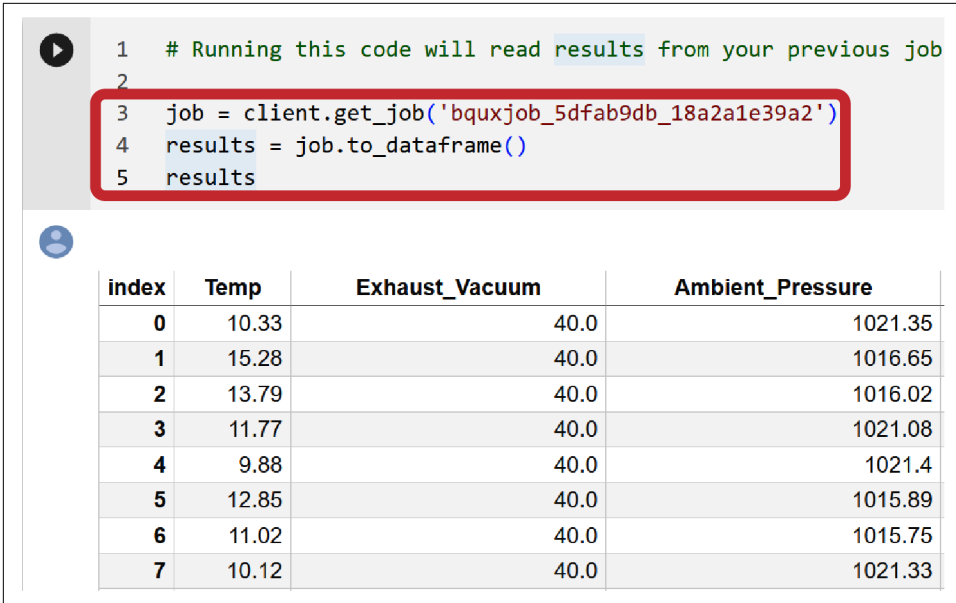 1 # Running this code will read results from your previous job
2
3 job = client.get_job('bquxjob_5dfab9db_18a2a1e39a2')
4 results = job.to_dataframe()
5 results
index Temp Exhaust_Vacuum Ambient_Pressure
0 10.33 40.0 1021.35
1 15.28 40.0 1016.65
2 13.79 40.0 1016.02
3 11.77 40.0 1021.08
4 9.88 40.0 1021.4
5 12.85 40.0 1015.89
6 11.02 40.0 1015.75
7 10.12 40.0 1021.33